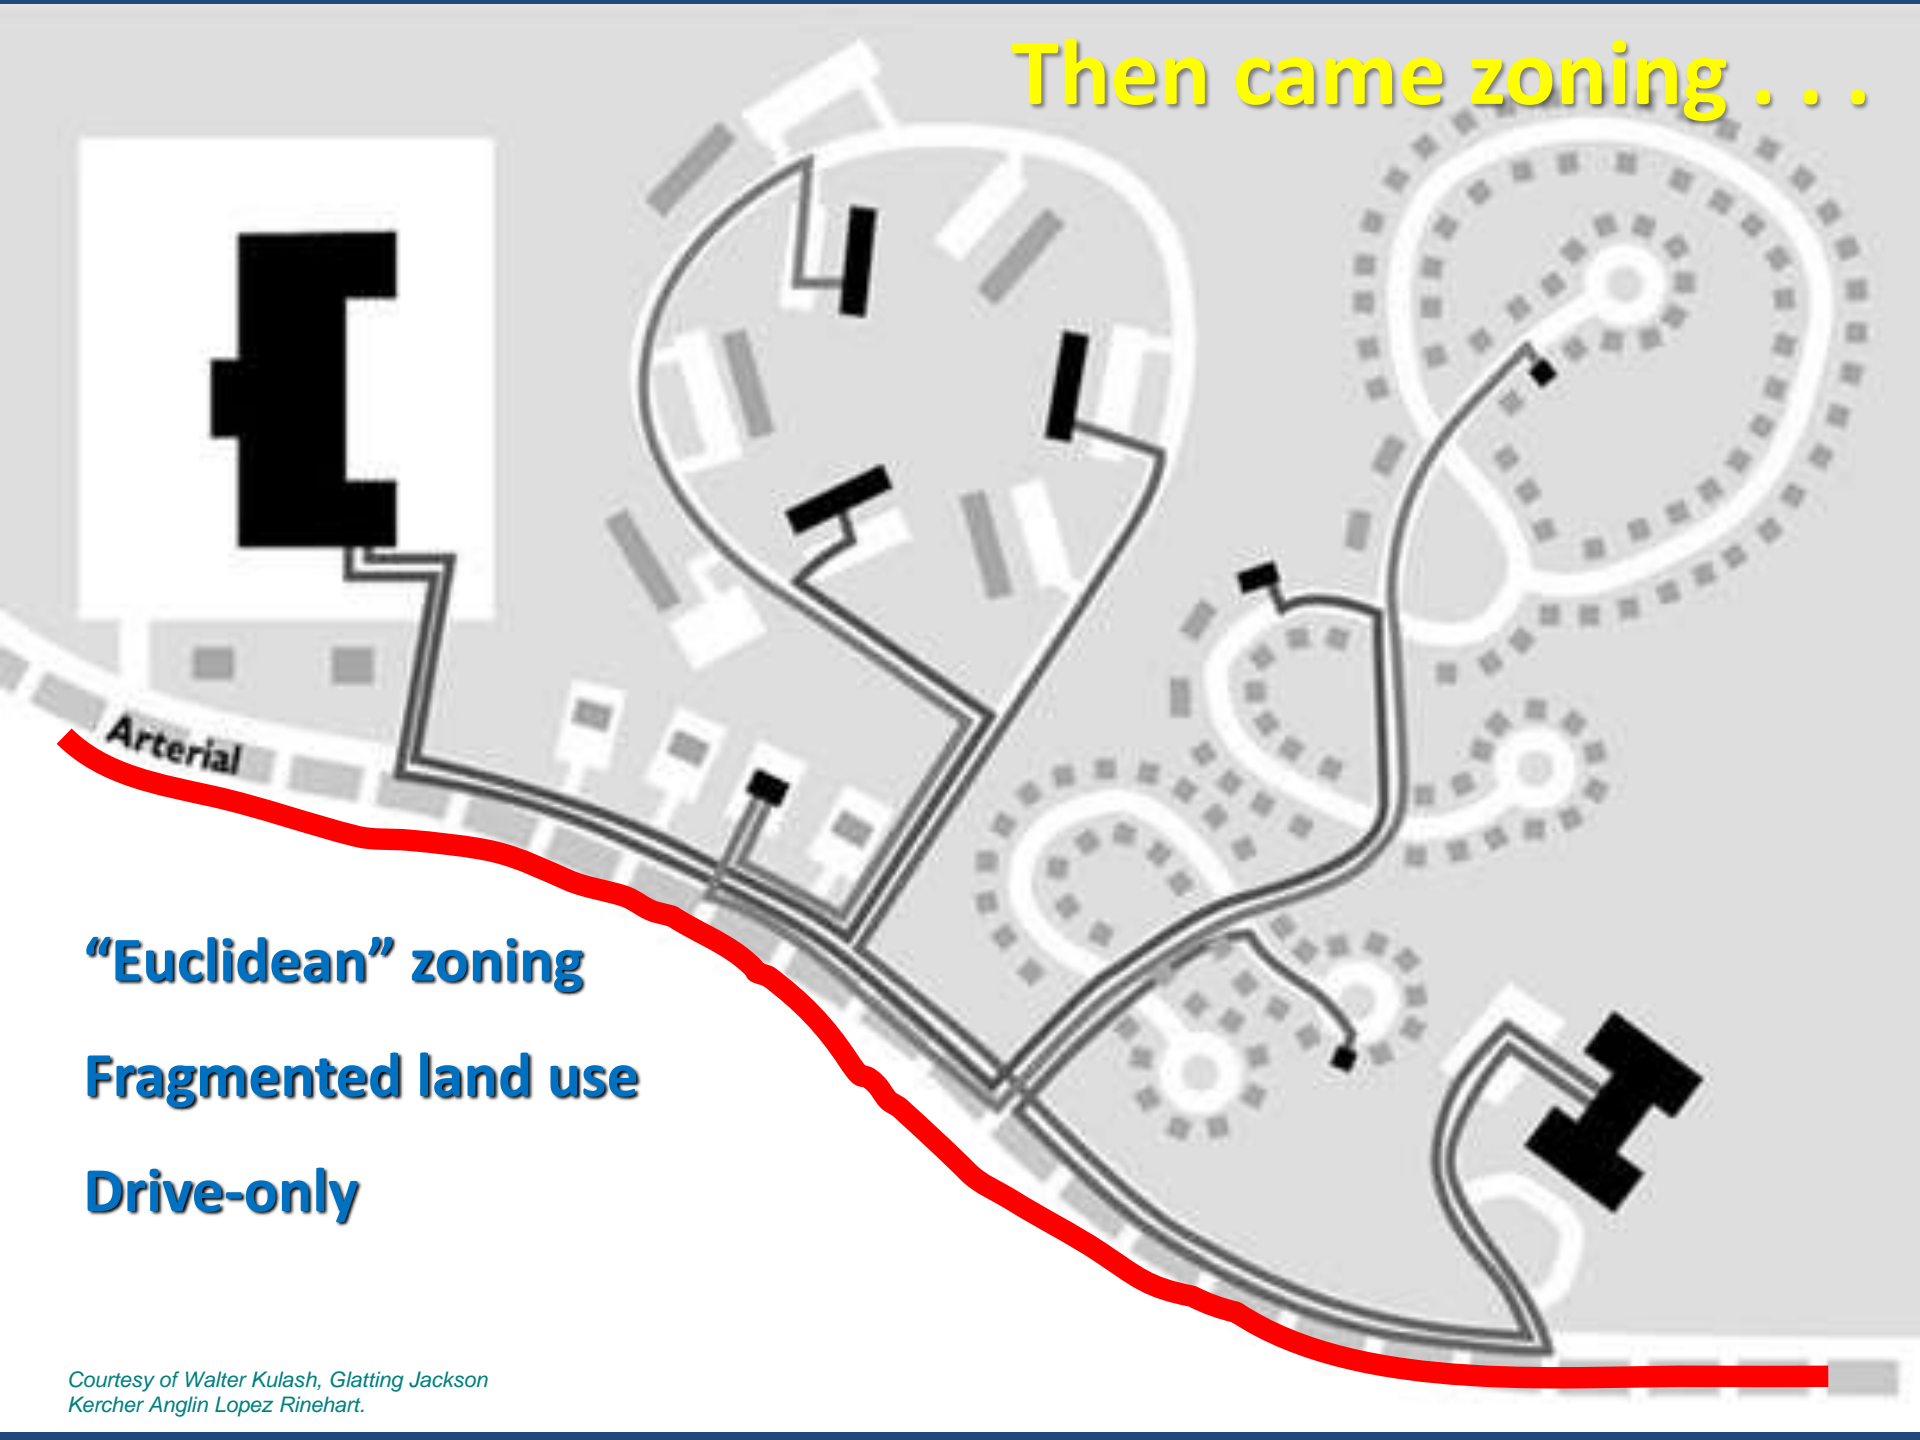 Then came zoning . . .
Arterial
“Euclidean” zoning
Fragmented land use
Drive-only
Courtesy of Walter Kulash, Glatting Jackson
Kercher Anglin Lopez Rinehart.